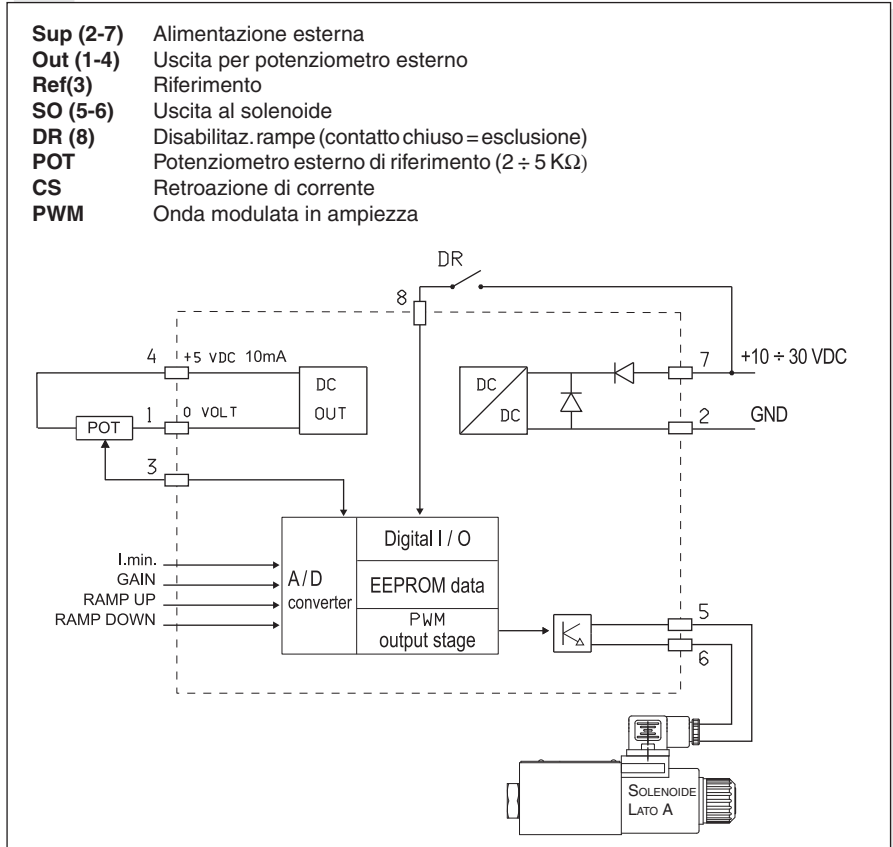 Sup (2-7) Alimentazione esterna
Out (1-4) Uscita per potenziometro esterno
Ref(3) Riferimento
SO (5-6) Uscita al solenoide
DR (8) Disabilitaz. rampe (contatto chiuso = esclusione)
POT Potenziometro esterno di riferimento (2 ÷ 5 KΩ)
CS Retroazione di corrente
PWM Onda modulata in ampiezza
DR
8
4 +5 VDC 10mA
DC
OUT
1 0 VOLT
POT
3
DC
DC
7 +10 ÷ 30 VDC
2 GND
I.min.
GAIN
RAMP UP
RAMP DOWN
A/D
converter
Digital I / O
EEPROM data
PWM
output stage
5
6
SOLENOIDE
LATO A